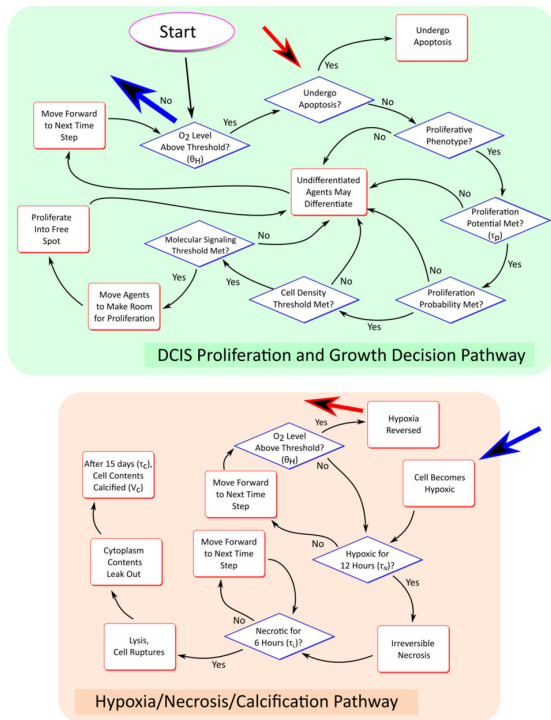 Start
Undergo
Apoptosis
Yes
Undergo
Apoptosis?
No
Move Forward
to Next Time
Step
No
O2 Level
Above Threshold?
(θH)
Yes
Proliferative
Phenotype?
No
Yes
Undifferentiated
Agents May
Differentiate
Proliferate
Into Free
Spot
No
Proliferation
Potential Met?
(τP)
Molecular Signaling
Threshold Met?
No
No
No
Yes
Yes
Yes
Move Agents
to Make Room
for Proliferation
Cell Density
Threshold Met?
Proliferation
Probability Met?
Yes
DCIS Proliferation and Growth Decision Pathway
O2 Level
Above Threshold?
(θH)
Yes
Hypoxia
Reversed
No
After 15 days (τC),
Cell Contents
Calcified (VC)
Move Forward
to Next Time
Step
Cell Becomes
Hypoxic
Move Forward
to Next Time
Step
No
Cytoplasm
Contents
Leak Out
Hypoxic for
12 Hours (τN)?
Yes
No
Lysis,
Cell Ruptures
Necrotic for
6 Hours (τL)?
Irreversible
Necrosis
Yes
Hypoxia/Necrosis/Calcification Pathway